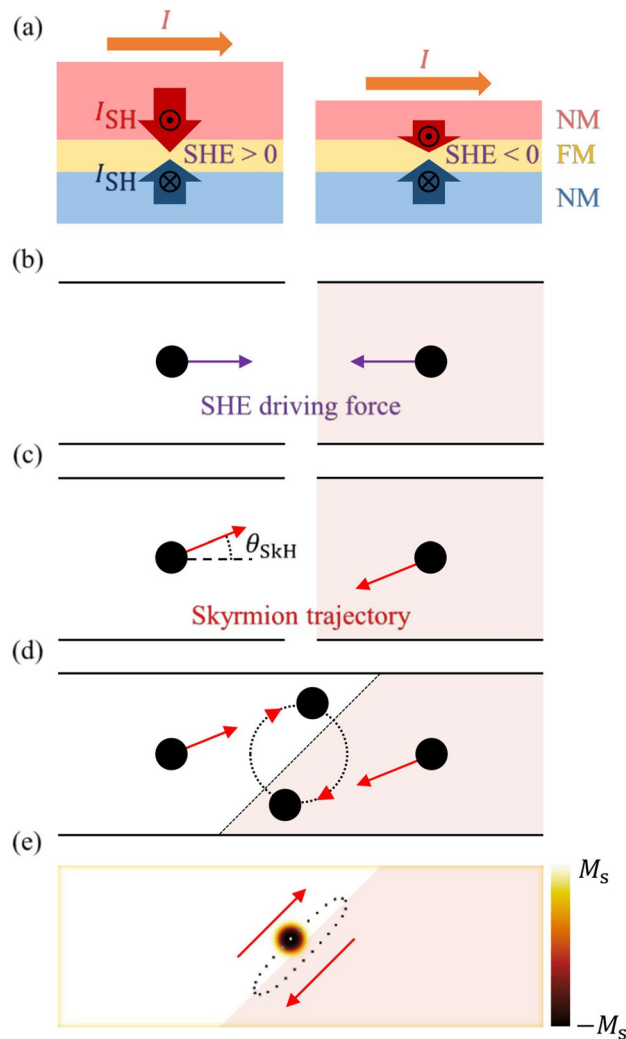 (a)
I
I
I_SH
SHE > 0
SHE < 0
NM
FM
NM
I_SH
(b)
SHE driving force
(c)
θ_SkH
Skyrmion trajectory
(d)
(e)
M_s
−M_s